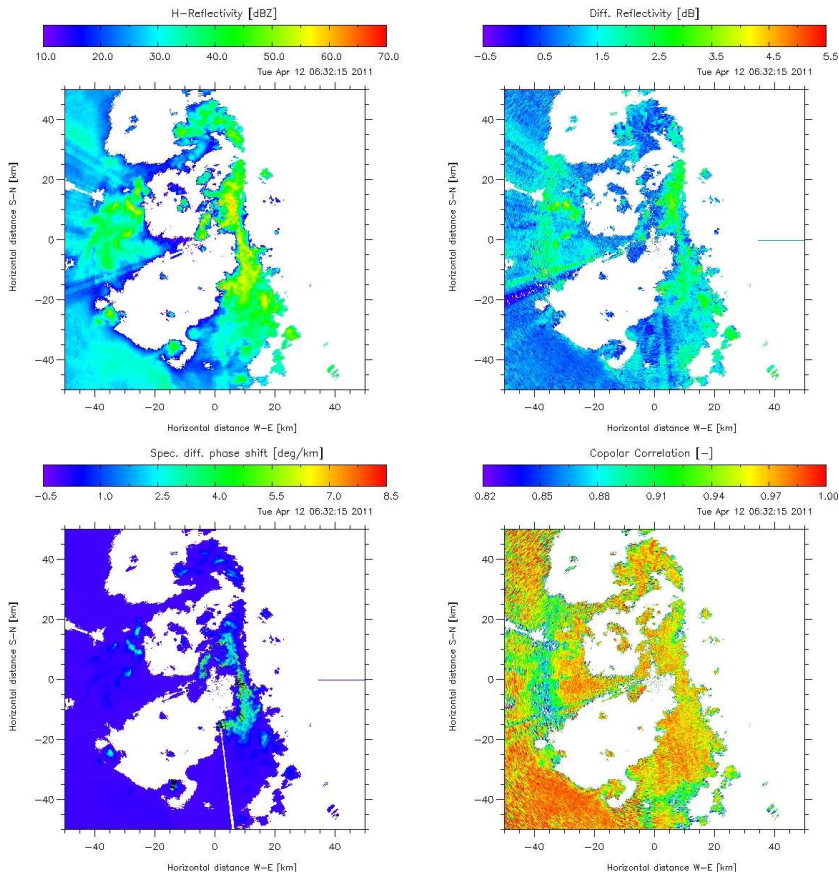 H-Reflectivity [dBZ]
10.0 20.0 30.0 40.0 50.0 60.0 70.0
Tue Apr 12 06:32:15 2011
Horizontal distance S-N [km]
40
20
0
-20
-40
-40 -20 0 20 40
Horizontal distance W-E [km]
Diff. Reflectivity [dB]
-0.5 0.5 1.5 2.5 3.5 4.5 5.5
Tue Apr 12 06:32:15 2011
Horizontal distance S-N [km]
40
20
0
-20
-40
-40 -20 0 20 40
Horizontal distance W-E [km]
Spec. diff. phase shift [deg/km]
-0.5 1.0 2.5 4.0 5.5 7.0 8.5
Tue Apr 12 06:32:15 2011
Horizontal distance S-N [km]
40
20
0
-20
-40
-40 -20 0 20 40
Horizontal distance W-E [km]
Copolar Correlation [-]
0.82 0.85 0.88 0.91 0.94 0.97 1.00
Tue Apr 12 06:32:15 2011
Horizontal distance S-N [km]
40
20
0
-20
-40
-40 -20 0 20 40
Horizontal distance W-E [km]